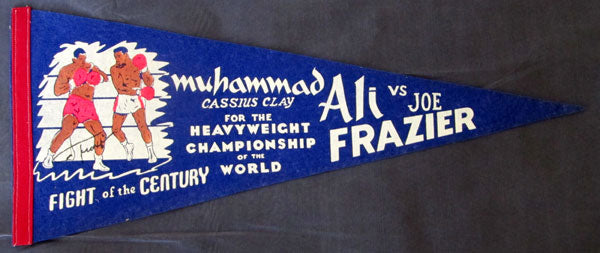 muhammad Ali vs JOE FRAZIER
CASSIUS CLAY
FOR THE
HEAVYWEIGHT
CHAMPIONSHIP
OF THE
WORLD
FIGHT of the CENTURY